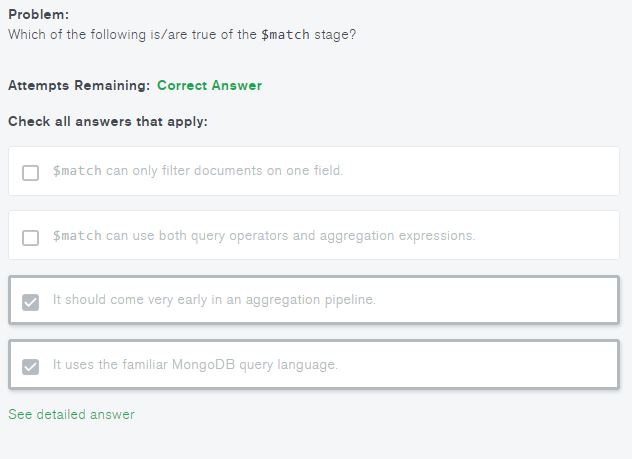 Problem:
Which of the following is/are true of the $match stage?
Attempts Remaining: Correct Answer
Check all answers that apply:
$match can only filter documents on one field.
$match can use both query operators and aggregation expressions.
It should come very early in an aggregation pipeline.
It uses the familiar MongoDB query language.
See detailed answer